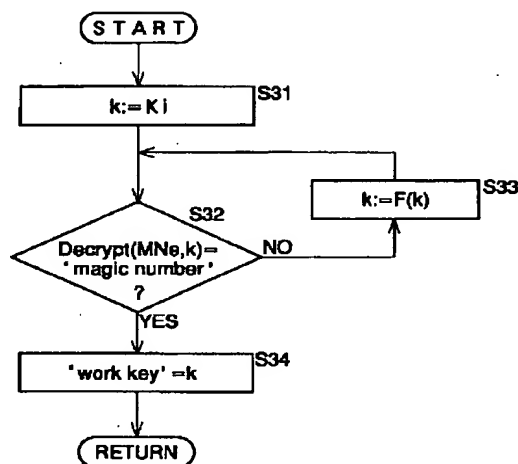 START
S31
k:= Ki
S33
k:=F(k)
S32
Decrypt(MNe,k)=
'magic number'
?
NO
YES
S34
'work key'=k
RETURN